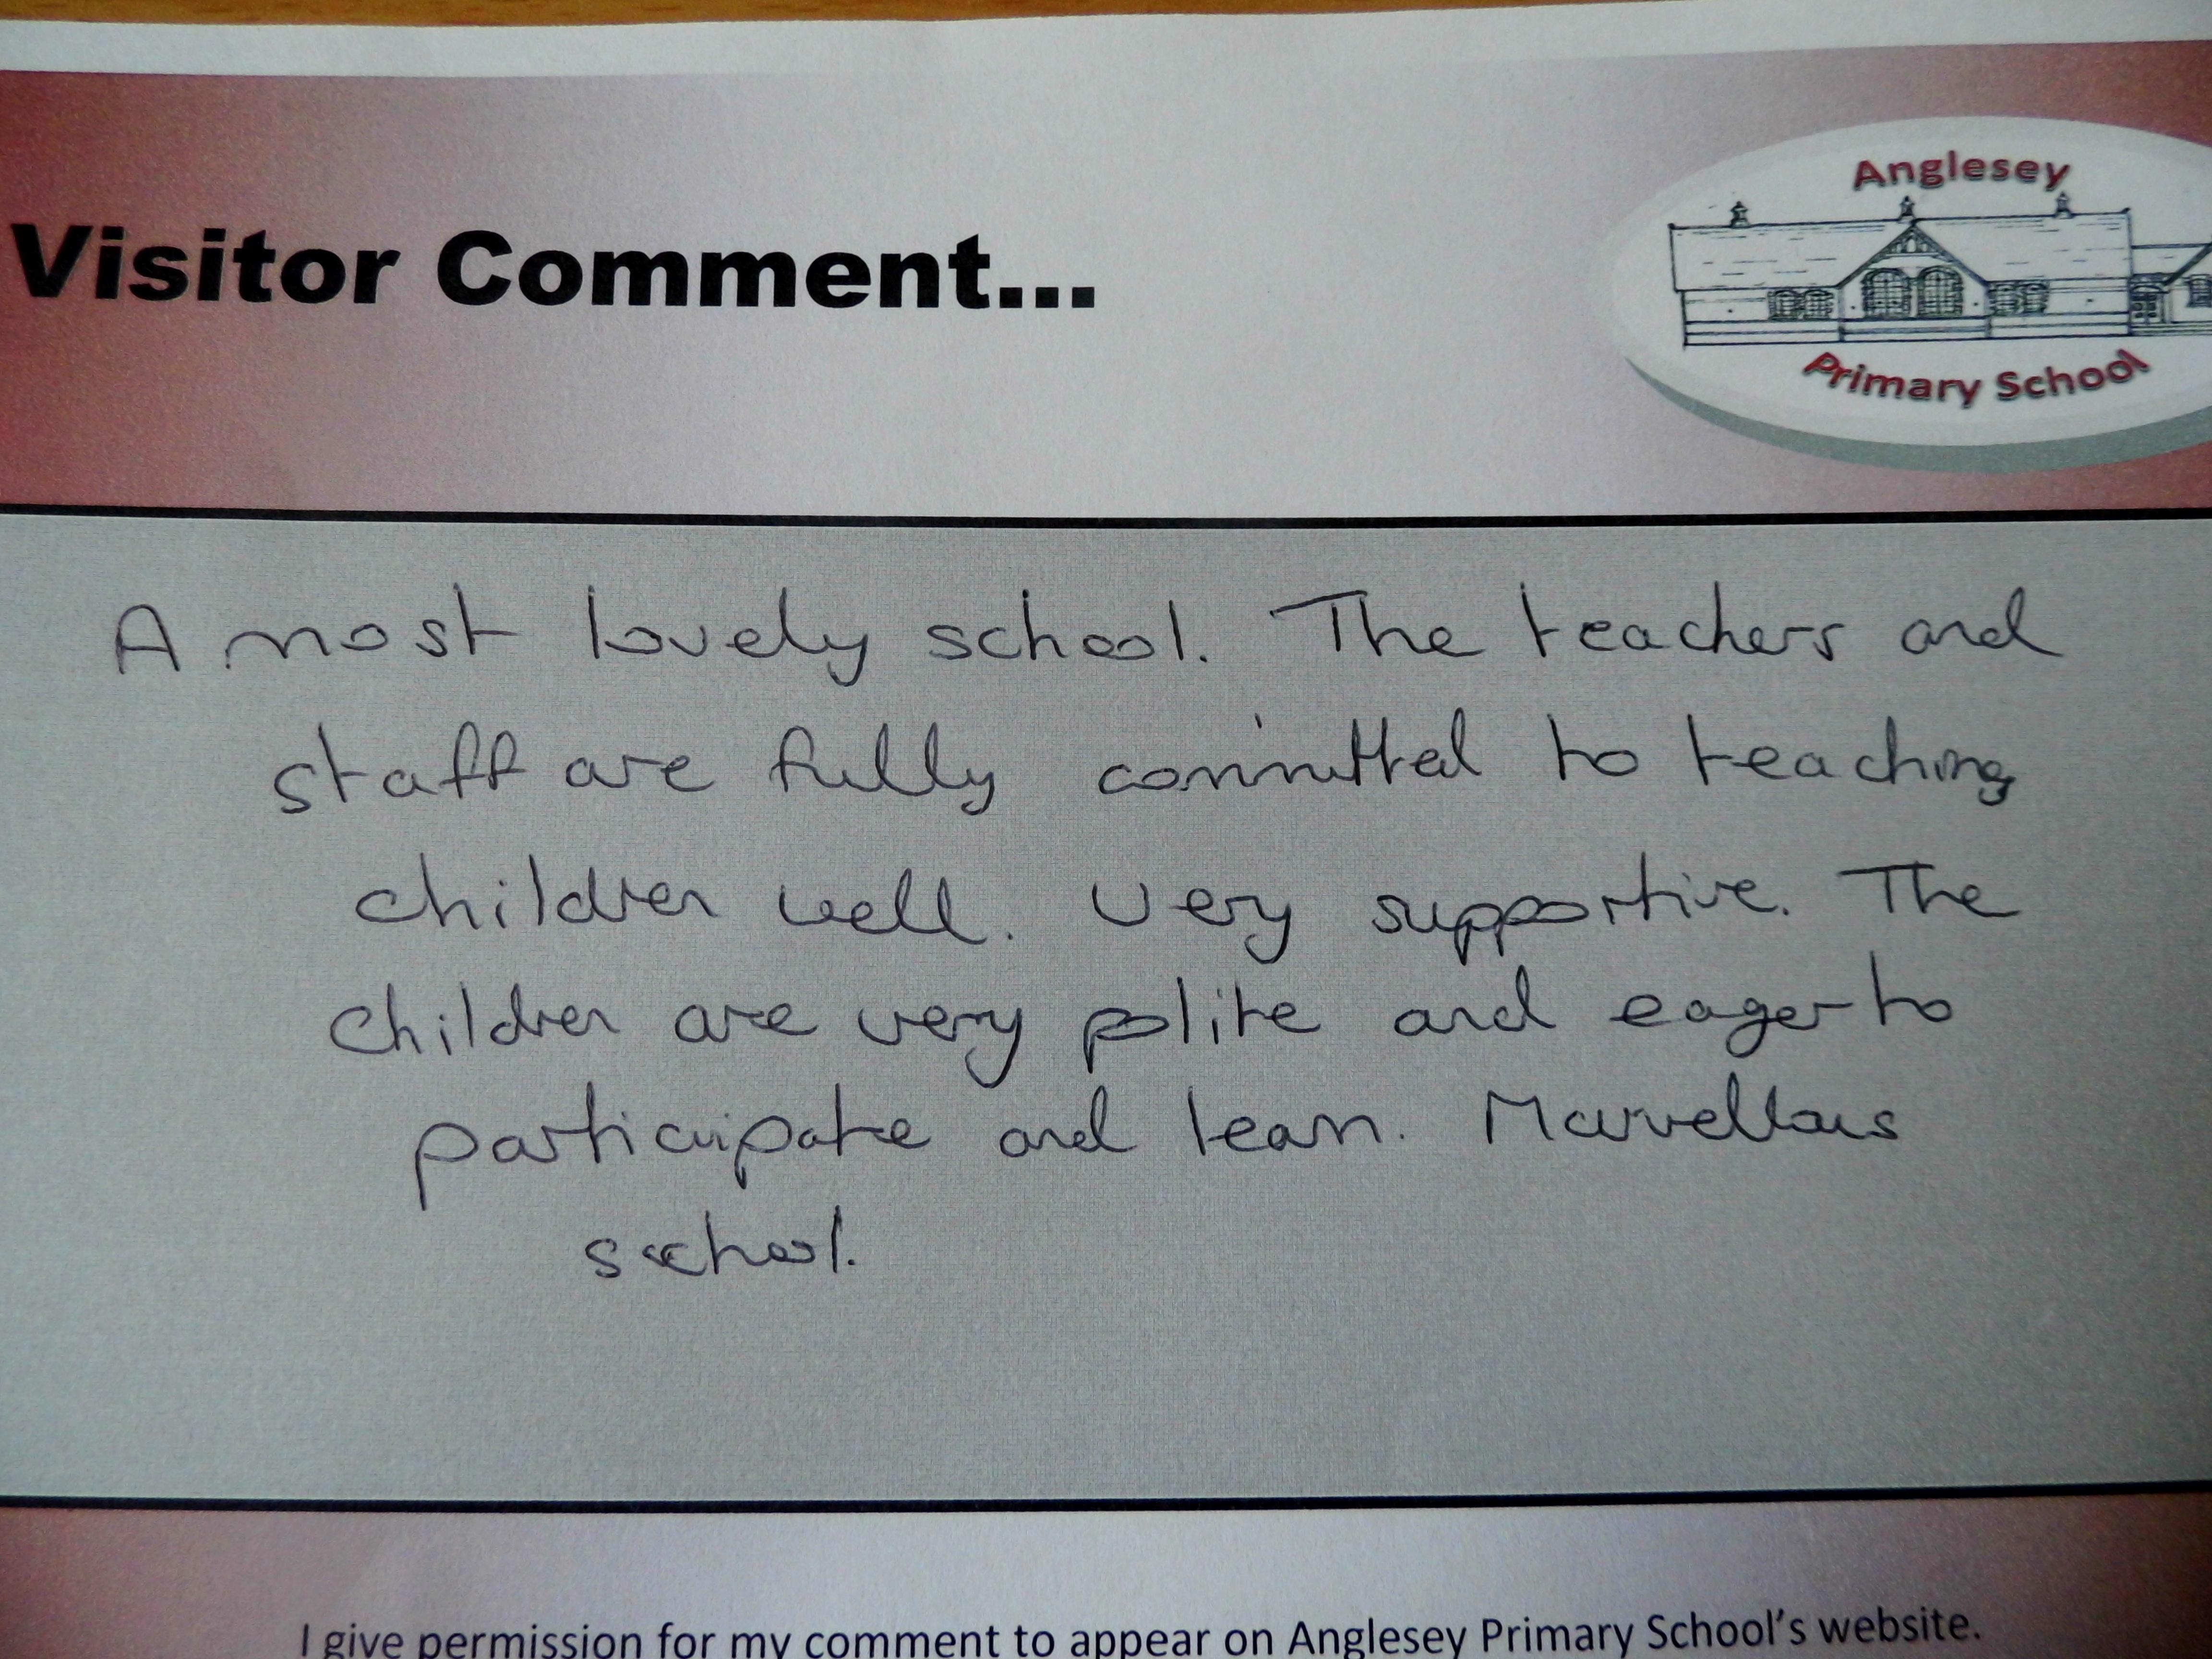 Anglesey
Visitor Comment...
Primary School
A most lovely school. The teachers and
staff are fully committed to teaching
children well. Very supportive. The
children are very polite and eager to
participate and learn. Marvellous
school.
I give permission for my comment to appear on Anglesey Primary School's website.